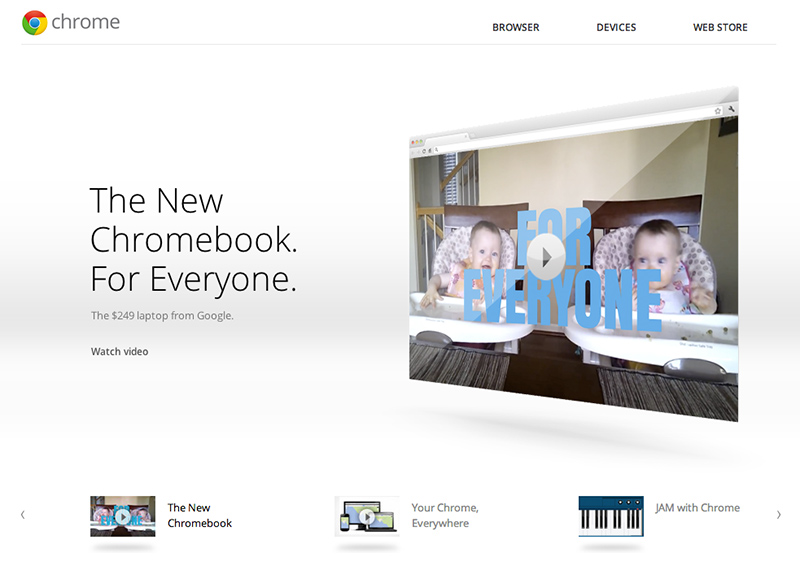 chrome
BROWSER
DEVICES
WEB STORE
The New
Chromebook.
For Everyone.
The $249 laptop from Google.
Watch video
FOR
EVERYONE
The New
Chromebook
Your Chrome,
Everywhere
JAM with Chrome